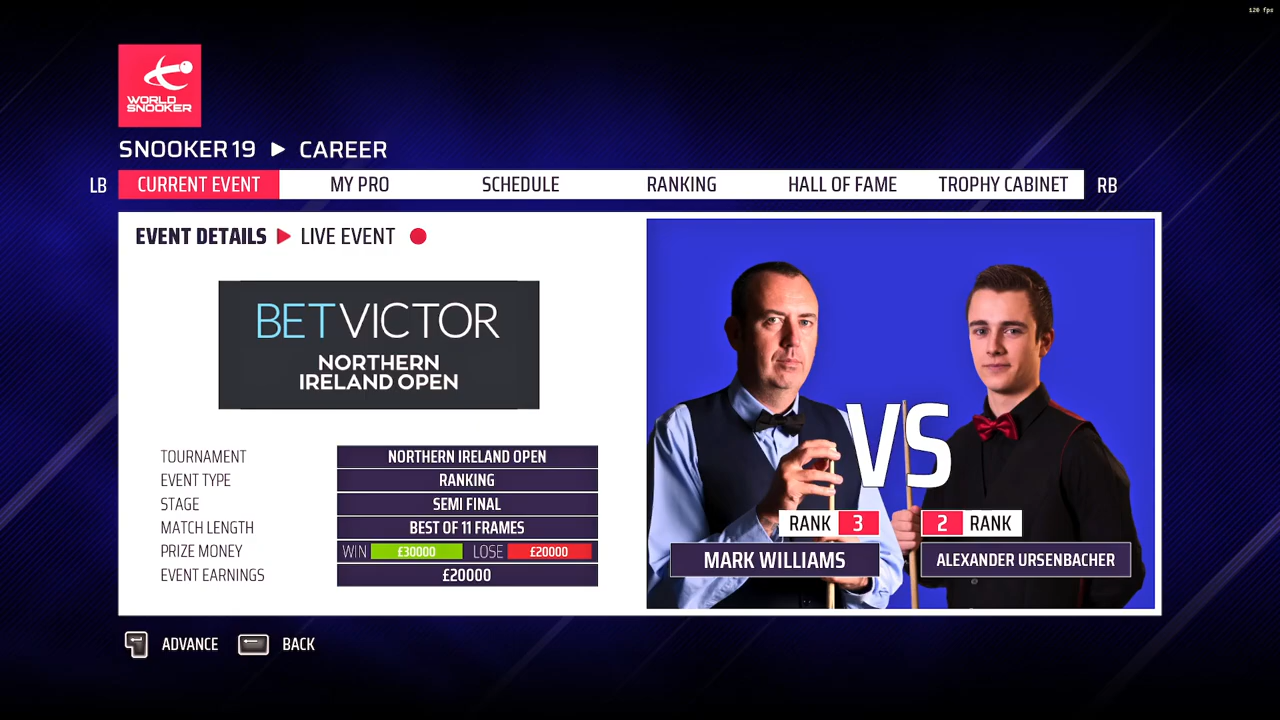 120 fps
WORLD
SNOOKER
SNOOKER 19 ▶ CAREER
LB CURRENT EVENT MY PRO SCHEDULE RANKING HALL OF FAME TROPHY CABINET RB
EVENT DETAILS ▶ LIVE EVENT
BETVICTOR
NORTHERN
IRELAND OPEN
TOURNAMENT NORTHERN IRELAND OPEN
EVENT TYPE RANKING
STAGE SEMI FINAL
MATCH LENGTH BEST OF 11 FRAMES
PRIZE MONEY WIN £30000 LOSE £20000
EVENT EARNINGS £20000
VS
RANK 3 2 RANK
MARK WILLIAMS ALEXANDER URSENBACHER
ADVANCE BACK